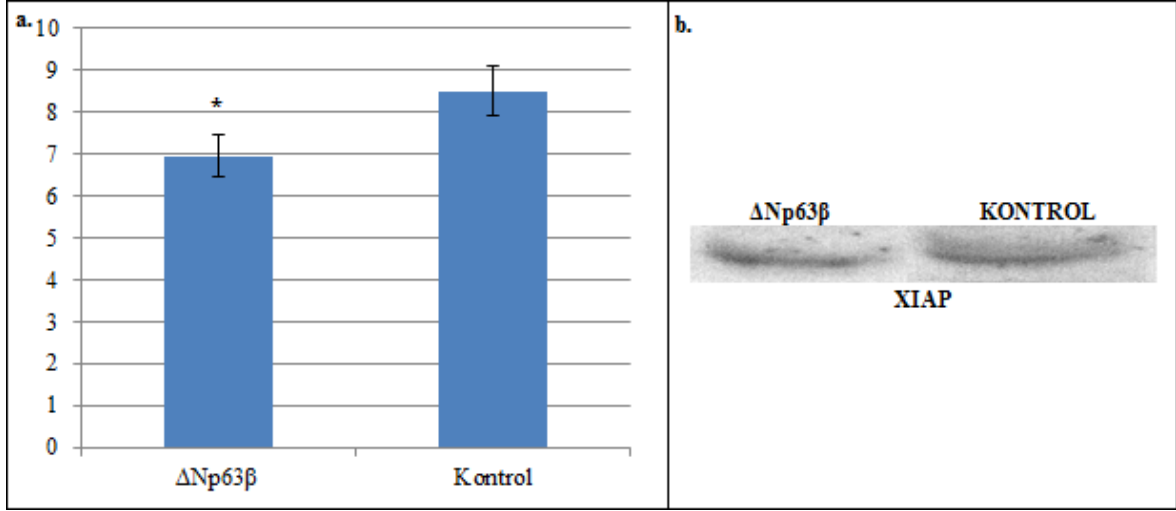 a.
10
9
8
7
6
5
4
3
2
1
0
*
ΔNp63β Kontrol
b.
ΔNp63β KONTROL
XIAP